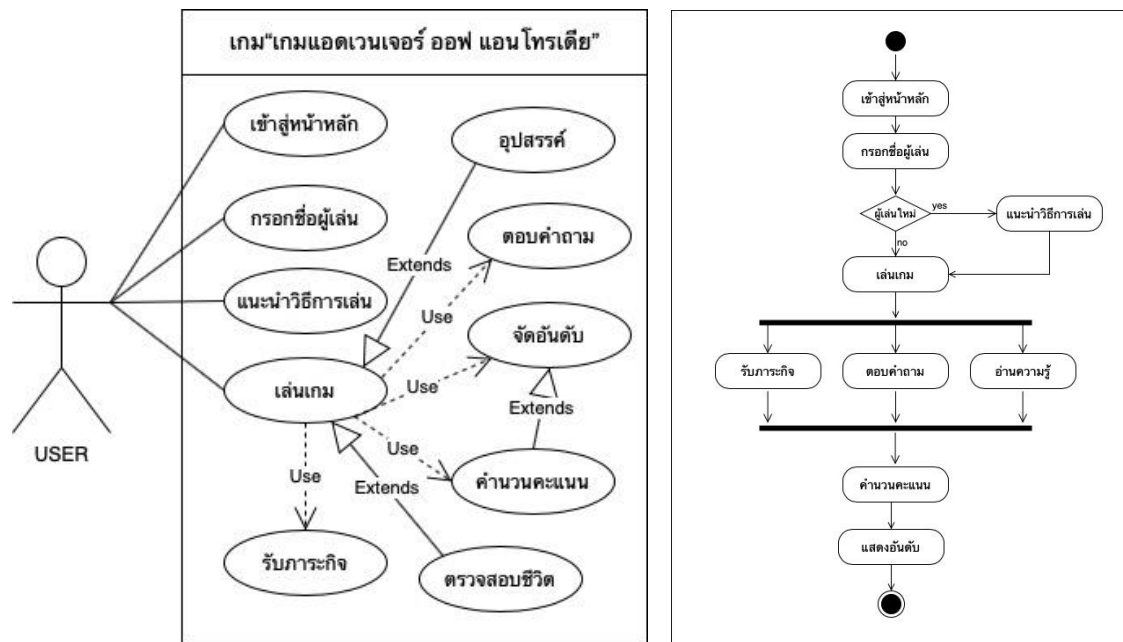 เกม“เกมแอดเวนเจอร์ ออฟ แอนโทรเดีย”
เข้าสู่หน้าหลัก
อุปสรรค์
กรอกชื่อผู้เล่น
ตอบคำถาม
Extends
แนะนำวิธีการเล่น
Use
จัดอันดับ
เล่นเกม
Use
Extends
Use
USER
Use
Extends
คำนวนคะแนน
รับภาระกิจ
ตรวจสอบชีวิต
เข้าสู่หน้าหลัก
กรอกชื่อผู้เล่น
ผู้เล่นใหม่
yes
แนะนำวิธีการเล่น
no
เล่นเกม
รับภาระกิจ
ตอบคำถาม
อ่านความรู้
คำนวนคะแนน
แสดงอันดับ